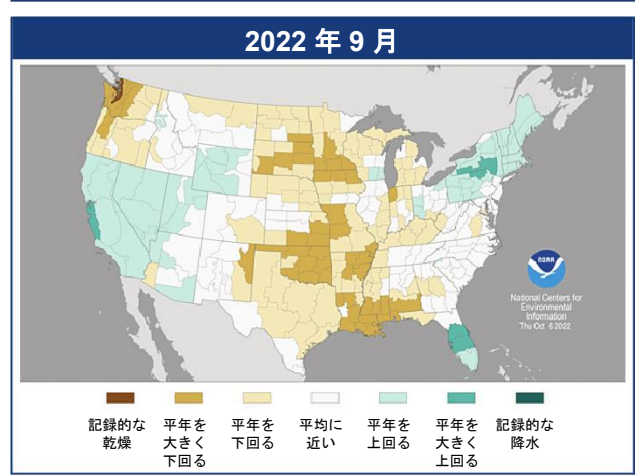 2022 年 9 月
NOAA
National Centers for
Environmental
Information
Thu Oct 6 2022
記録的な
乾燥
平年を
大きく
下回る
平年を
下回る
平均に
近い
平年を
上回る
平年を
大きく
上回る
記録的な
降水